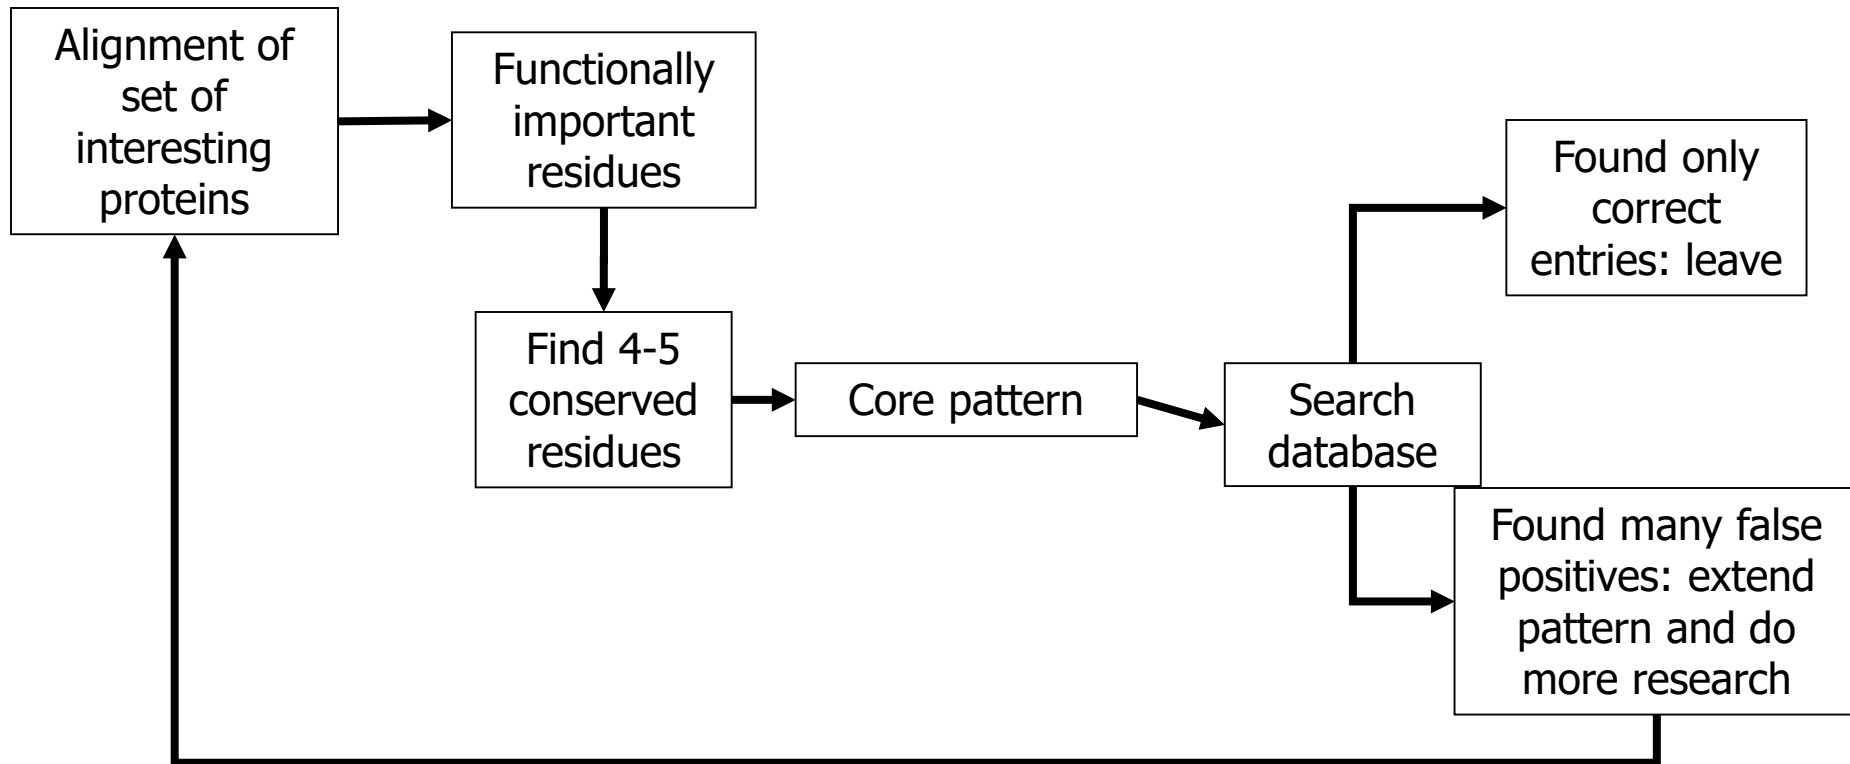 Alignment of
set of
interesting
proteins
Functionally
important
residues
Find 4-5
conserved
residues
Core pattern
Search
database
Found only
correct
entries: leave
Found many false
positives: extend
pattern and do
more research